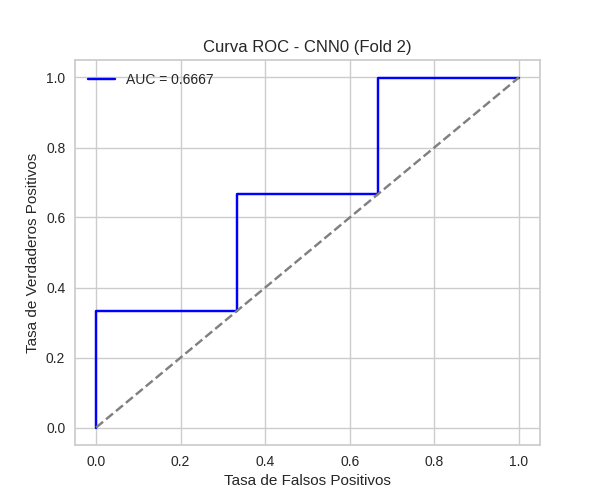 Curva ROC - CNN0 (Fold 2)
AUC = 0.6667
Tasa de Verdaderos Positivos
1.0
0.8
0.6
0.4
0.2
0.0
0.0 0.2 0.4 0.6 0.8 1.0
Tasa de Falsos Positivos